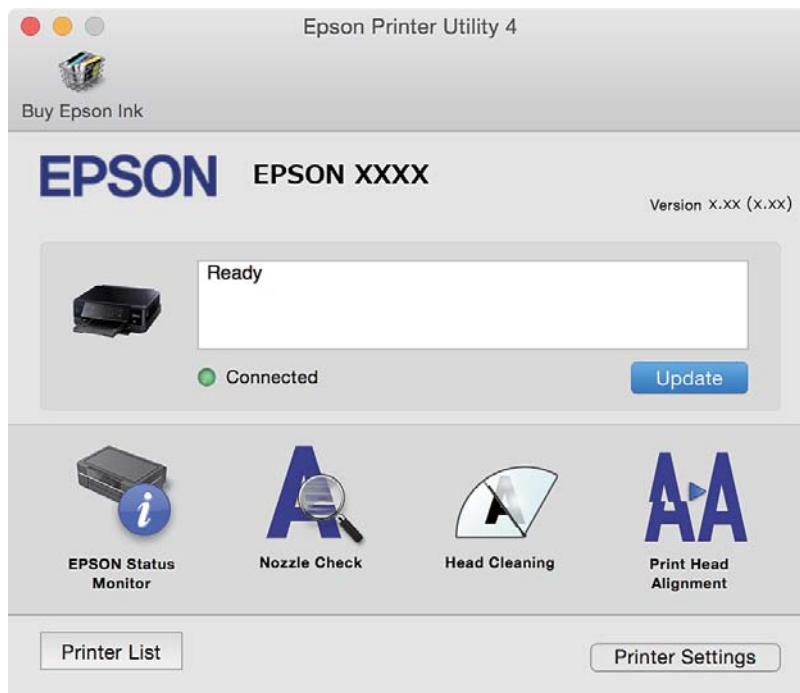 Epson Printer Utility 4
Buy Epson Ink
EPSON
EPSON XXXX
Version x.xx (x.xx)
Ready
Connected
Update
EPSON Status
Monitor
Nozzle Check
Head Cleaning
Print Head
Alignment
Printer List
Printer Settings